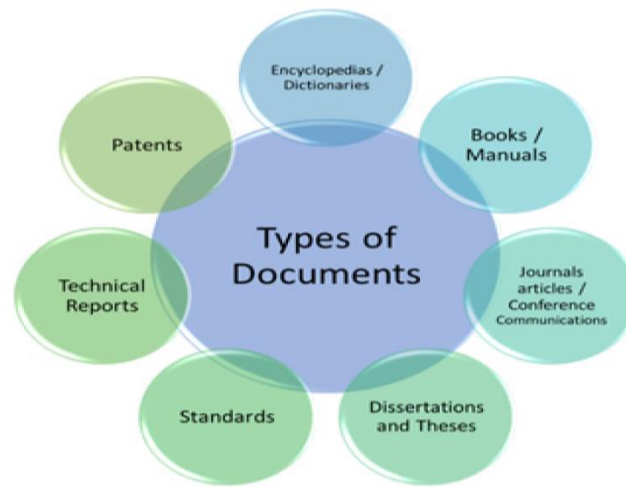 Encyclopedias /
Dictionaries
Books /
Manuals
Journals
articles /
Conference
Communications
Dissertations
and Theses
Standards
Technical
Reports
Patents
Types of
Documents